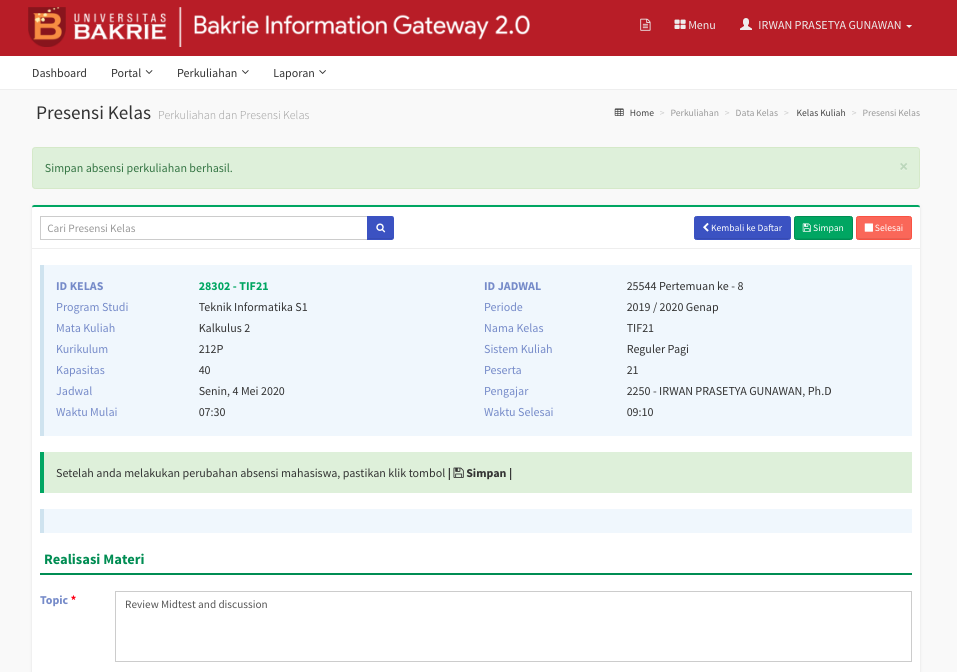 UNIVERSITAS BAKRIE Bakrie Information Gateway 2.0 Menu IRWAN PRASETYA GUNAWAN
Dashboard Portal Perkuliahan Laporan
Presensi Kelas Perkuliahan dan Presensi Kelas Home > Perkuliahan > Data Kelas > Kelas Kuliah > Presensi Kelas
Simpan absensi perkuliahan berhasil. ×
Cari Presensi Kelas Kembali ke Daftar Simpan Selesai
ID KELAS 28302 - TIF21 ID JADWAL 25544 Pertemuan ke - 8
Program Studi Teknik Informatika S1 Periode 2019 / 2020 Genap
Mata Kuliah Kalkulus 2 Nama Kelas TIF21
Kurikulum 212P Sistem Kuliah Reguler Pagi
Kapasitas 40 Peserta 21
Jadwal Senin, 4 Mei 2020 Pengajar 2250 - IRWAN PRASETYA GUNAWAN, Ph.D
Waktu Mulai 07:30 Waktu Selesai 09:10
Setelah anda melakukan perubahan absensi mahasiswa, pastikan klik tombol | Simpan |
Realisasi Materi
Topic * Review Midtest and discussion